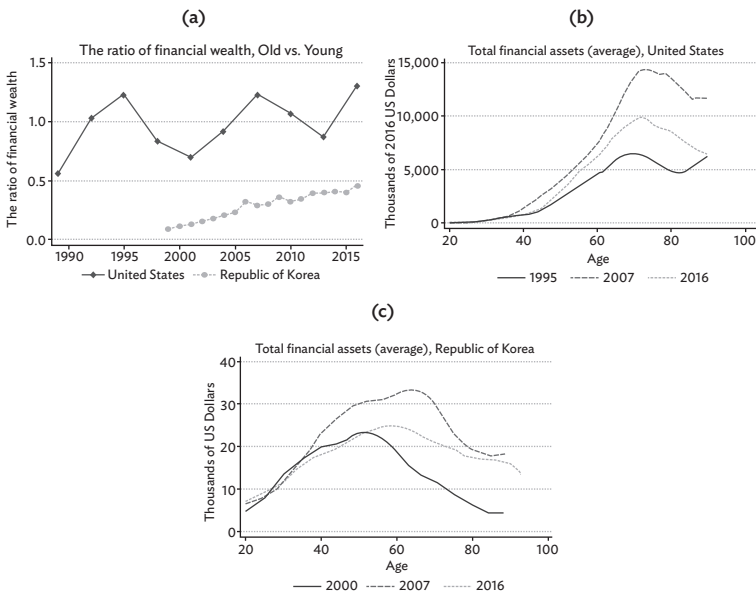 (a)
The ratio of financial wealth, Old vs. Young
The ratio of financial wealth
1.5
1.0
0.5
0.0
1990 1995 2000 2005 2010 2015
United States Republic of Korea
(b)
Total financial assets (average), United States
Thousands of 2016 US Dollars
15,000
10,000
5,000
0
20 40 60 80 100
Age
1995 2007 2016
(c)
Total financial assets (average), Republic of Korea
Thousands of US Dollars
40
30
20
10
0
20 40 60 80 100
Age
2000 2007 2016